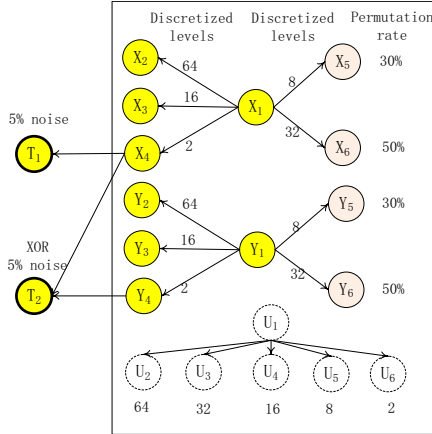 Discretized levels
Discretized levels
Permutation rate
X2
64
X5
30%
8
X3
16
X1
5% noise
32
T1
X4
2
X6
50%
Y2
64
Y5
30%
8
XOR
5% noise
Y3
16
Y1
32
T2
Y4
2
Y6
50%
U1
U2
U3
U4
U5
U6
64
32
16
8
2